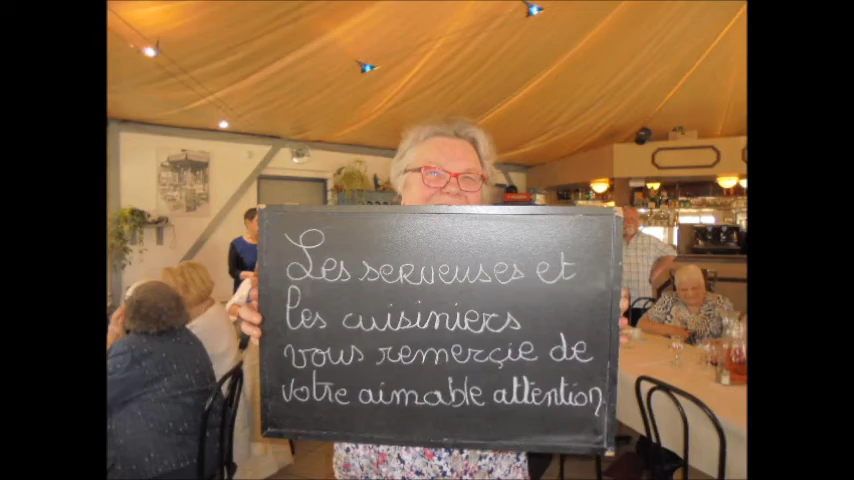 Les serveuses et
les cuisiniers
vous remerçie de
votre aimable attention